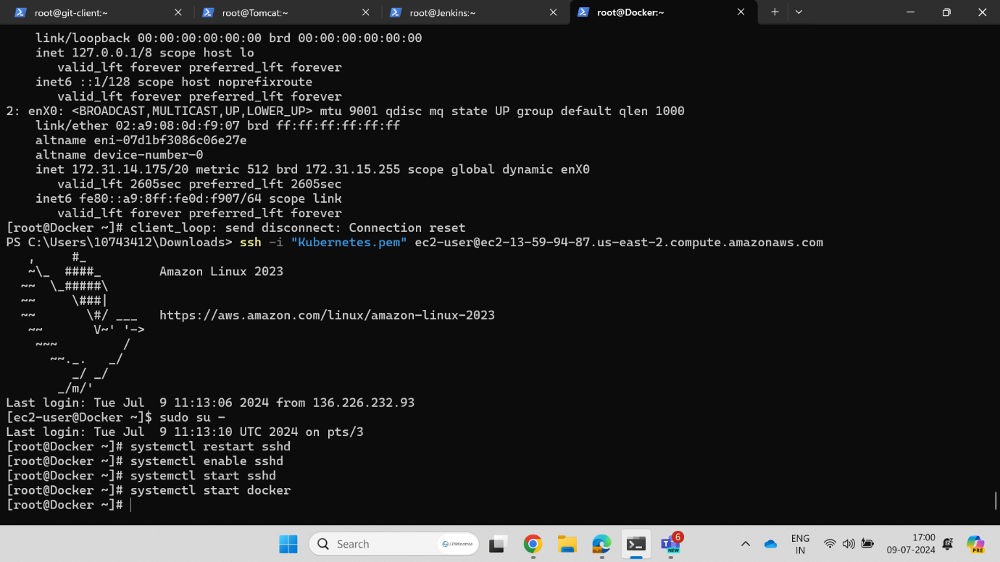 root@git-client:~
root@Tomcat:~
root@Jenkins:~
root@Docker:~
link/loopback 00:00:00:00:00:00 brd 00:00:00:00:00:00
inet 127.0.0.1/8 scope host lo
valid_lft forever preferred_lft forever
inet6 ::1/128 scope host noprefixroute
valid_lft forever preferred_lft forever
2: enX0: <BROADCAST,MULTICAST,UP,LOWER_UP> mtu 9001 qdisc mq state UP group default qlen 1000
link/ether 02:a9:08:0d:f9:07 brd ff:ff:ff:ff:ff:ff
altname eni-07d1bf3086c06e27e
altname device-number-0
inet 172.31.14.175/20 metric 512 brd 172.31.15.255 scope global dynamic enX0
valid_lft 2605sec preferred_lft 2605sec
inet6 fe80::a9:8ff:fe0d:f907/64 scope link
valid_lft forever preferred_lft forever
[root@Docker ~]# client_loop: send disconnect: Connection reset
PS C:\Users\10743412\Downloads> ssh -i "Kubernetes.pem" ec2-user@ec2-13-59-94-87.us-east-2.compute.amazonaws.com
   ,     #_
   ~\_  ####_        Amazon Linux 2023
  ~~  \_#####\
  ~~     \###|
  ~~       \#/ ___   https://aws.amazon.com/linux/amazon-linux-2023
   ~~       V~' '->
    ~~~         /
      ~~._.   _/
         _/ _/
       _/m/'
Last login: Tue Jul  9 11:13:06 2024 from 136.226.232.93
[ec2-user@Docker ~]$ sudo su -
Last login: Tue Jul  9 11:13:10 UTC 2024 on pts/3
[root@Docker ~]# systemctl restart sshd
[root@Docker ~]# systemctl enable sshd
[root@Docker ~]# systemctl start sshd
[root@Docker ~]# systemctl start docker
[root@Docker ~]#
Search
LTIMindtree
6
NEW
ENG
IN
17:00
09-07-2024
PRE